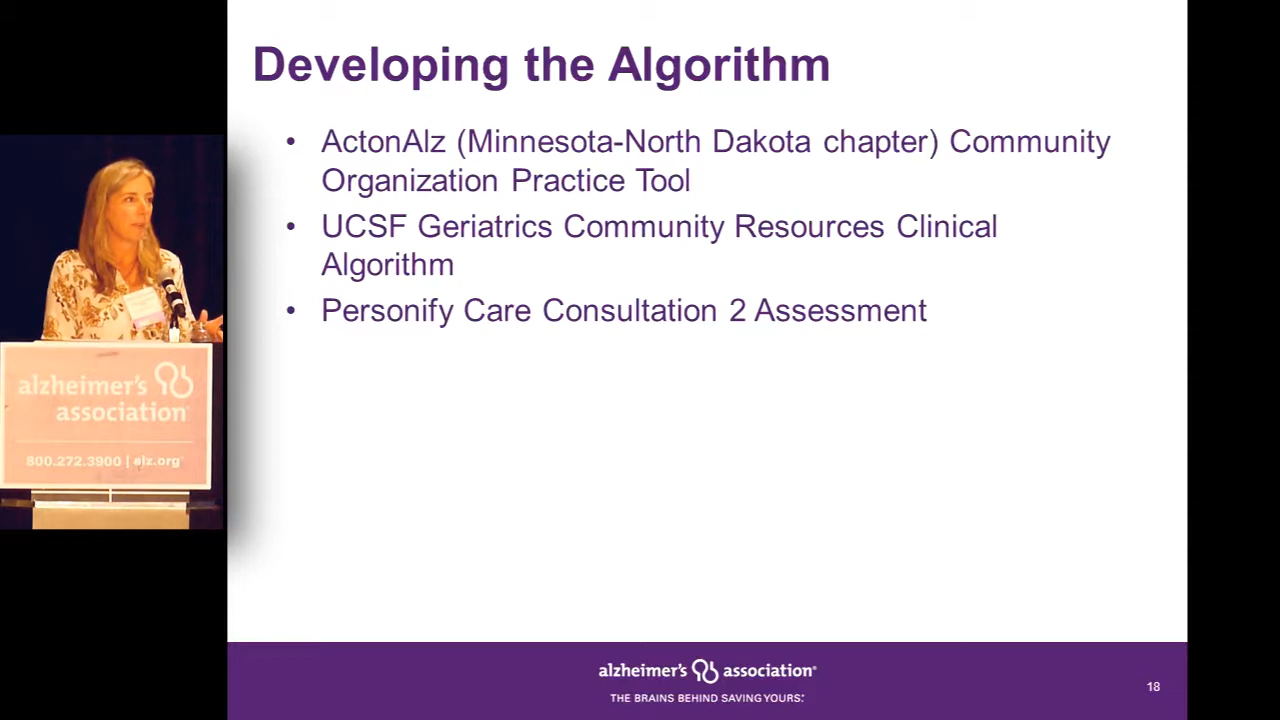 Developing the Algorithm
• ActonAlz (Minnesota-North Dakota chapter) Community
Organization Practice Tool
• UCSF Geriatrics Community Resources Clinical
Algorithm
• Personify Care Consultation 2 Assessment
alzheimer's
association®
800.272.3900 | alz.org®
alzheimer's association®
THE BRAINS BEHIND SAVING YOURS:™
18